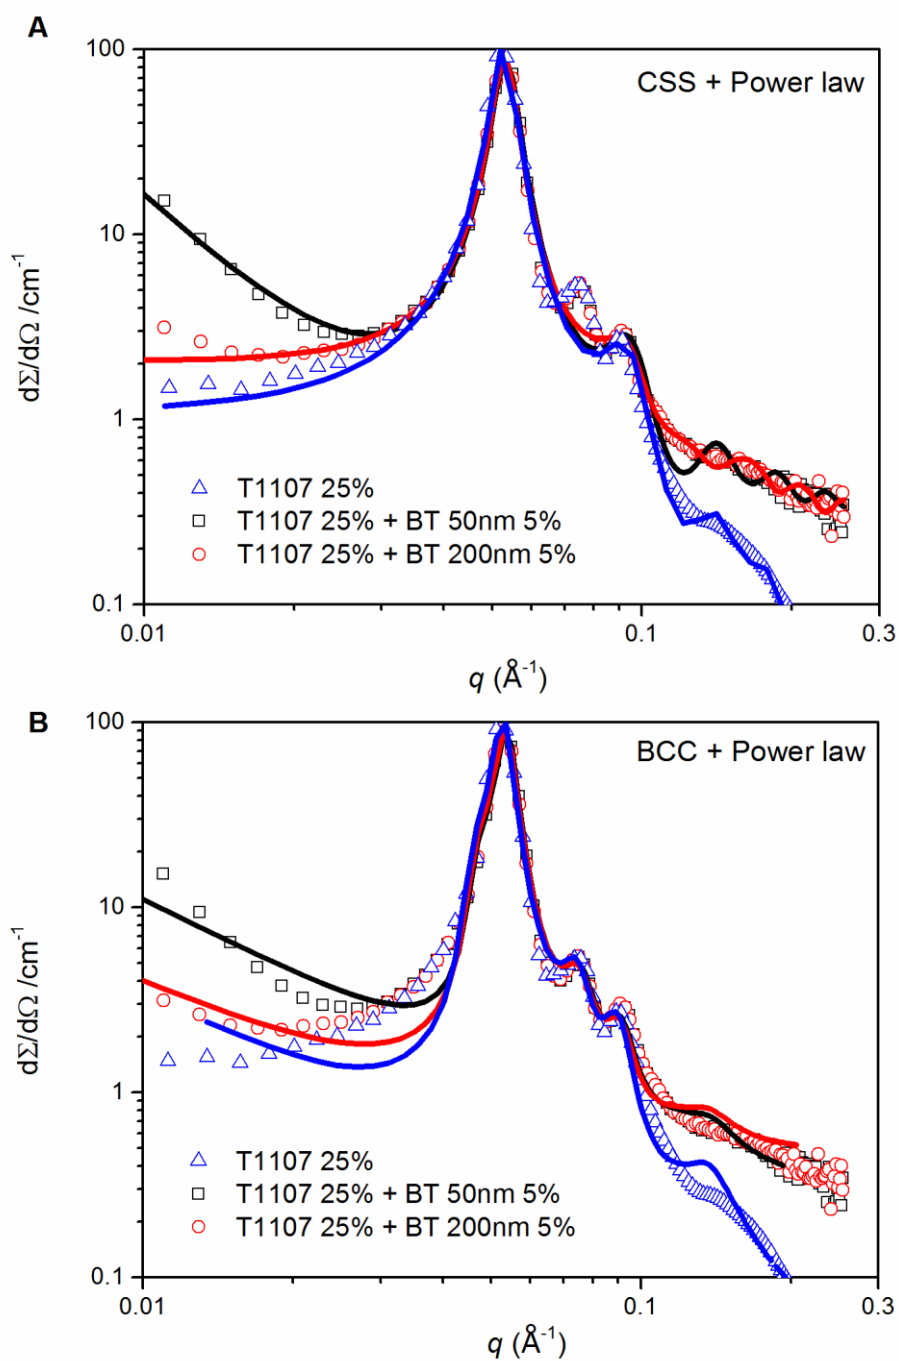 A
100
CSS + Power law
10
dΣ/dΩ /cm⁻¹
1
T1107 25%
T1107 25% + BT 50nm 5%
T1107 25% + BT 200nm 5%
0.1
0.01
0.1
0.3
q (Å⁻¹)
B
100
BCC + Power law
10
dΣ/dΩ /cm⁻¹
1
T1107 25%
T1107 25% + BT 50nm 5%
T1107 25% + BT 200nm 5%
0.1
0.01
0.1
0.3
q (Å⁻¹)